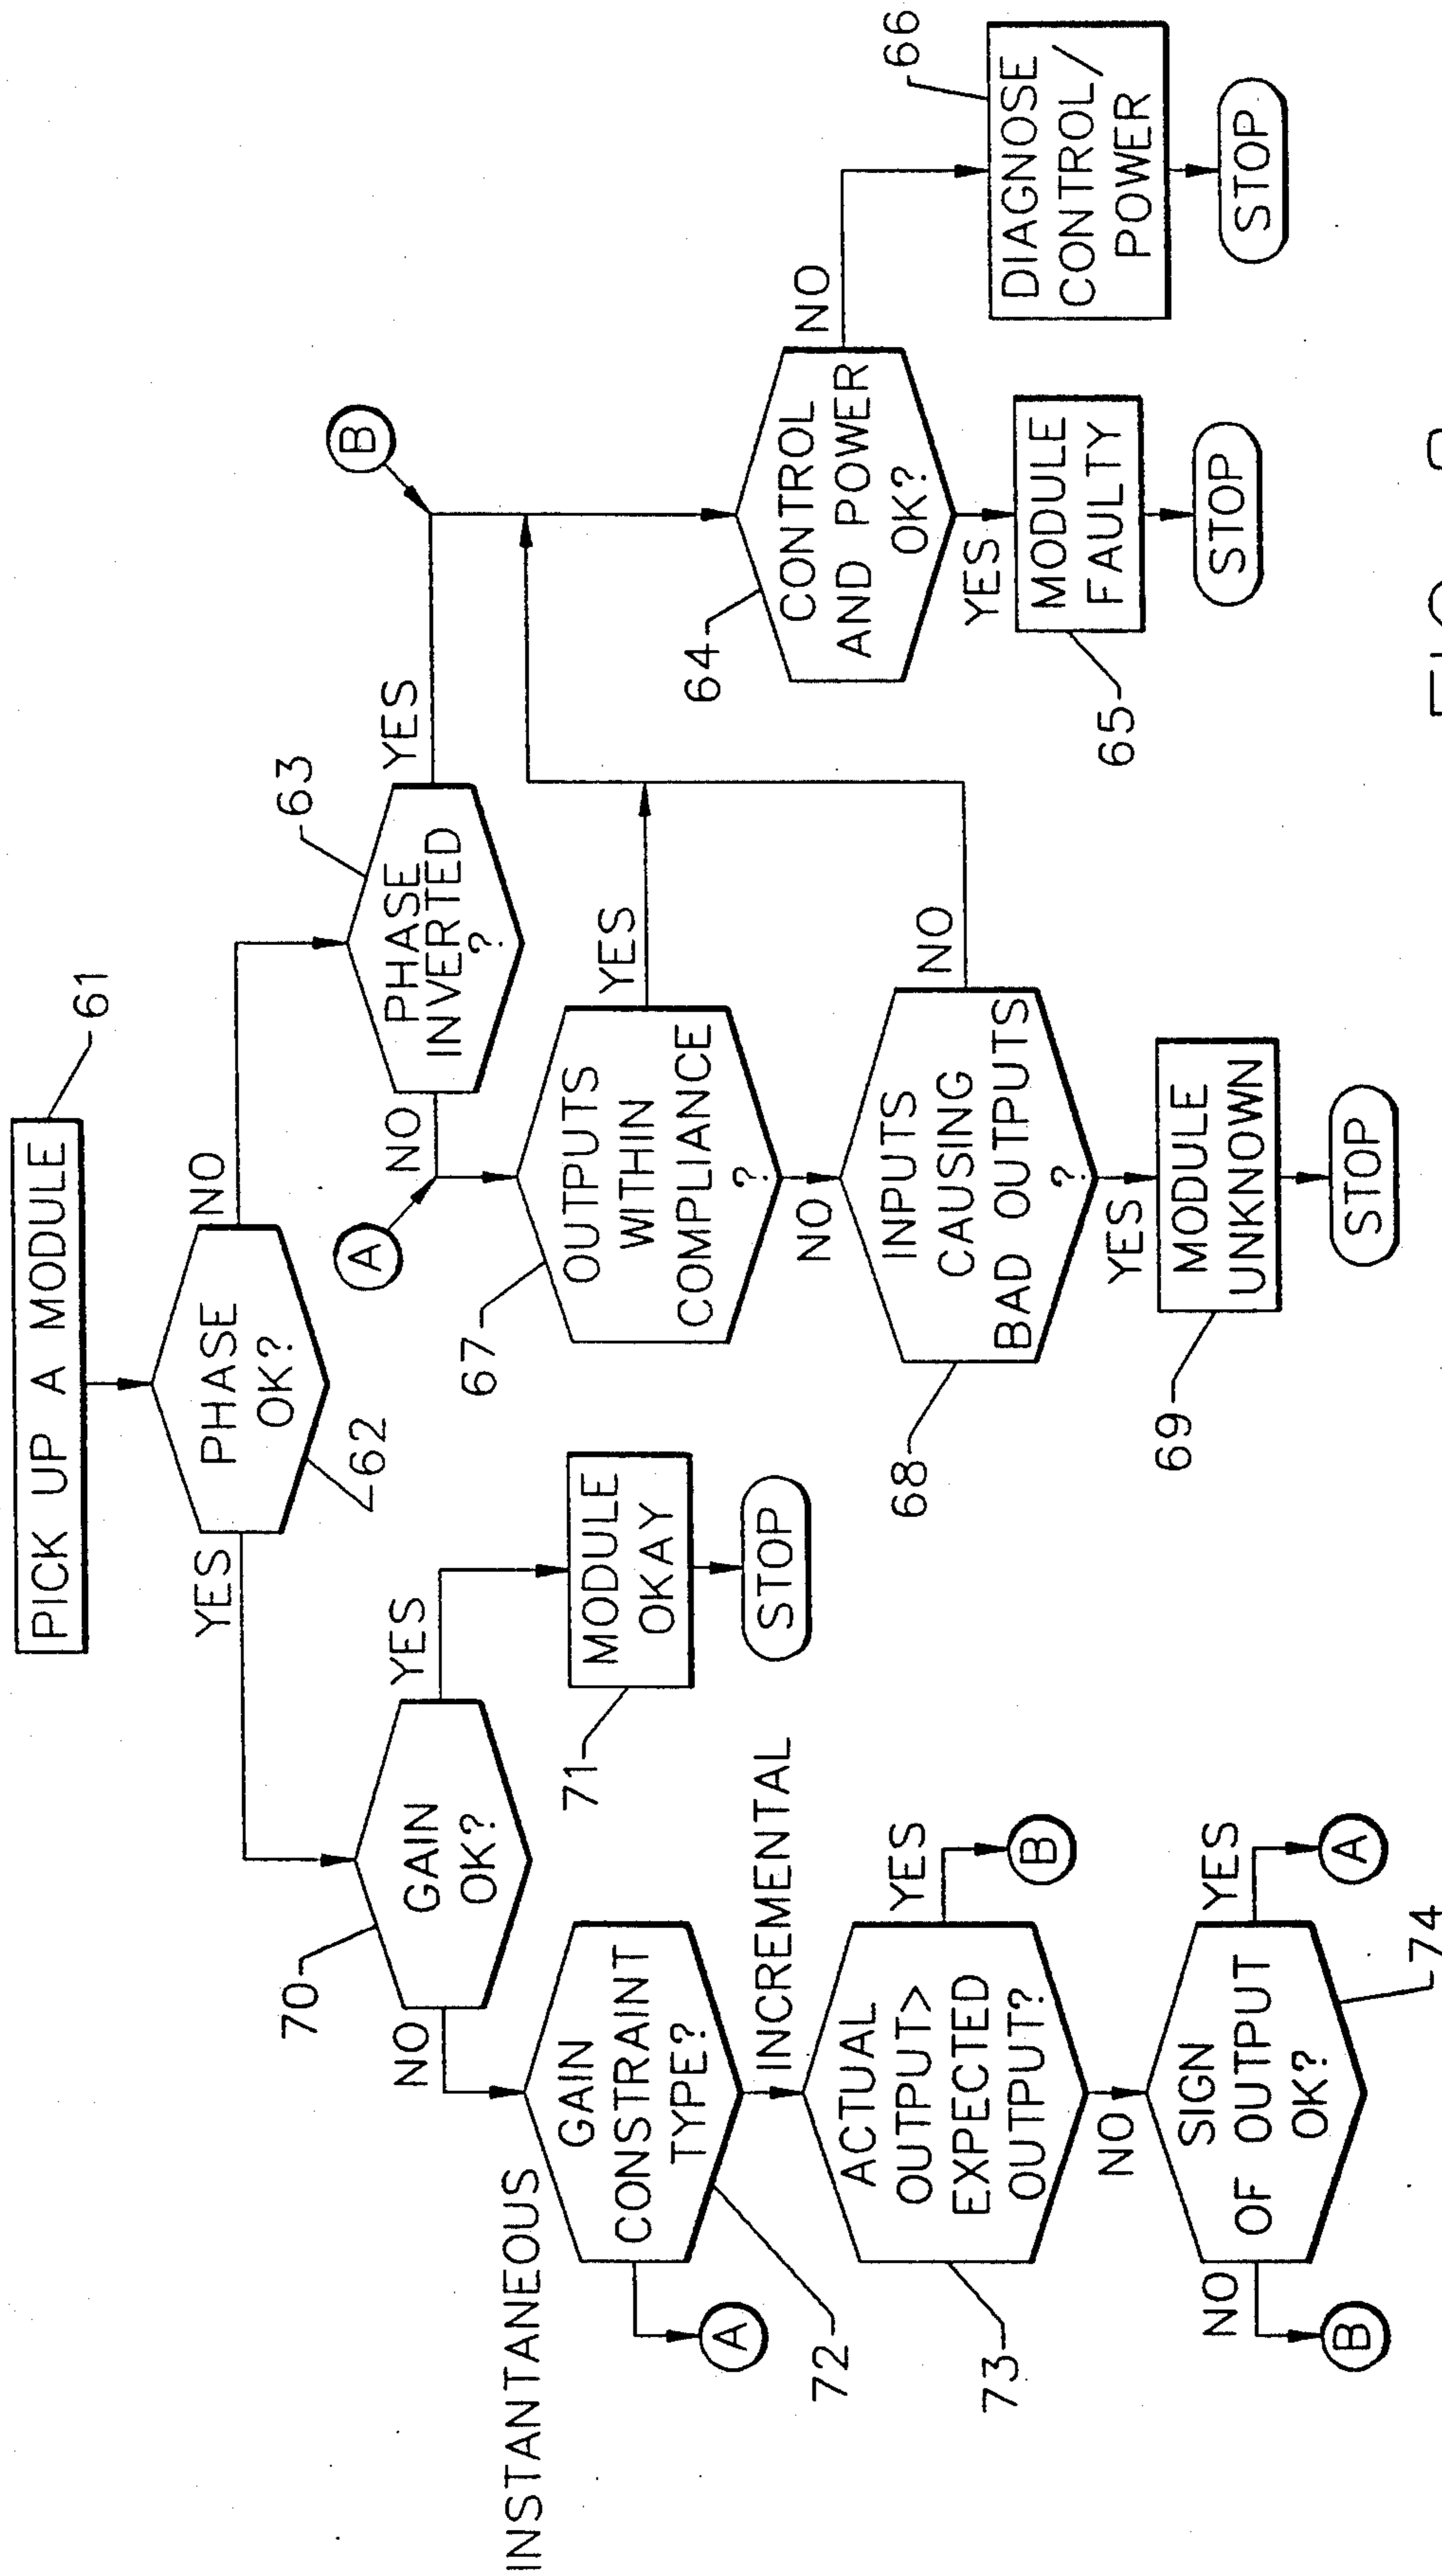 PICK UP A MODULE
61
PHASE
OK?
62
YES
NO
GAIN
OK?
70
NO
YES
MODULE
OKAY
71
STOP
INSTANTANEOUS
GAIN
CONSTRAINT
TYPE?
72
A
INCREMENTAL
ACTUAL
OUTPUT>
EXPECTED
OUTPUT?
73
YES
B
NO
SIGN
OF OUTPUT
OK?
74
NO
B
YES
A
PHASE
INVERTED
?
63
NO
YES
A
B
OUTPUTS
WITHIN
COMPLIANCE
?
67
YES
NO
INPUTS
CAUSING
BAD OUTPUTS
?
68
NO
YES
MODULE
UNKNOWN
69
STOP
CONTROL
AND POWER
OK?
64
YES
NO
MODULE
FAULTY
65
STOP
DIAGNOSE
CONTROL/
POWER
66
STOP